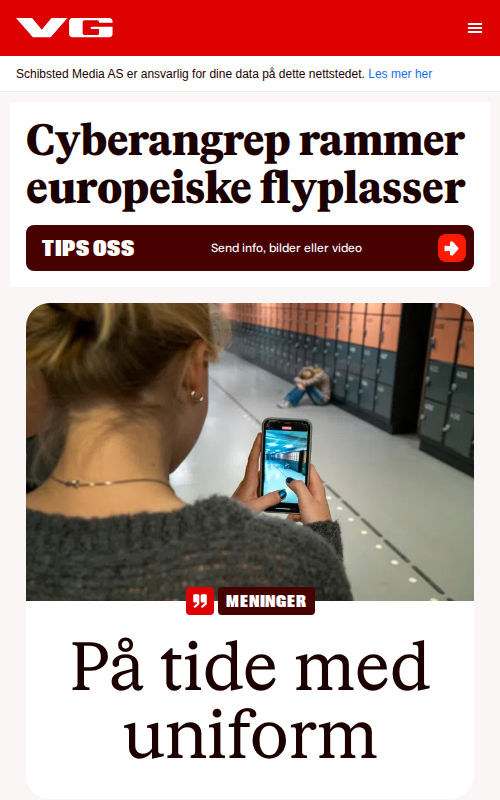 VG
Schibsted Media AS er ansvarlig for dine data på dette nettstedet. Les mer her
Cyberangrep rammer
europeiske flyplasser
TIPS OSS Send info, bilder eller video
MENINGER
På tide med
uniform